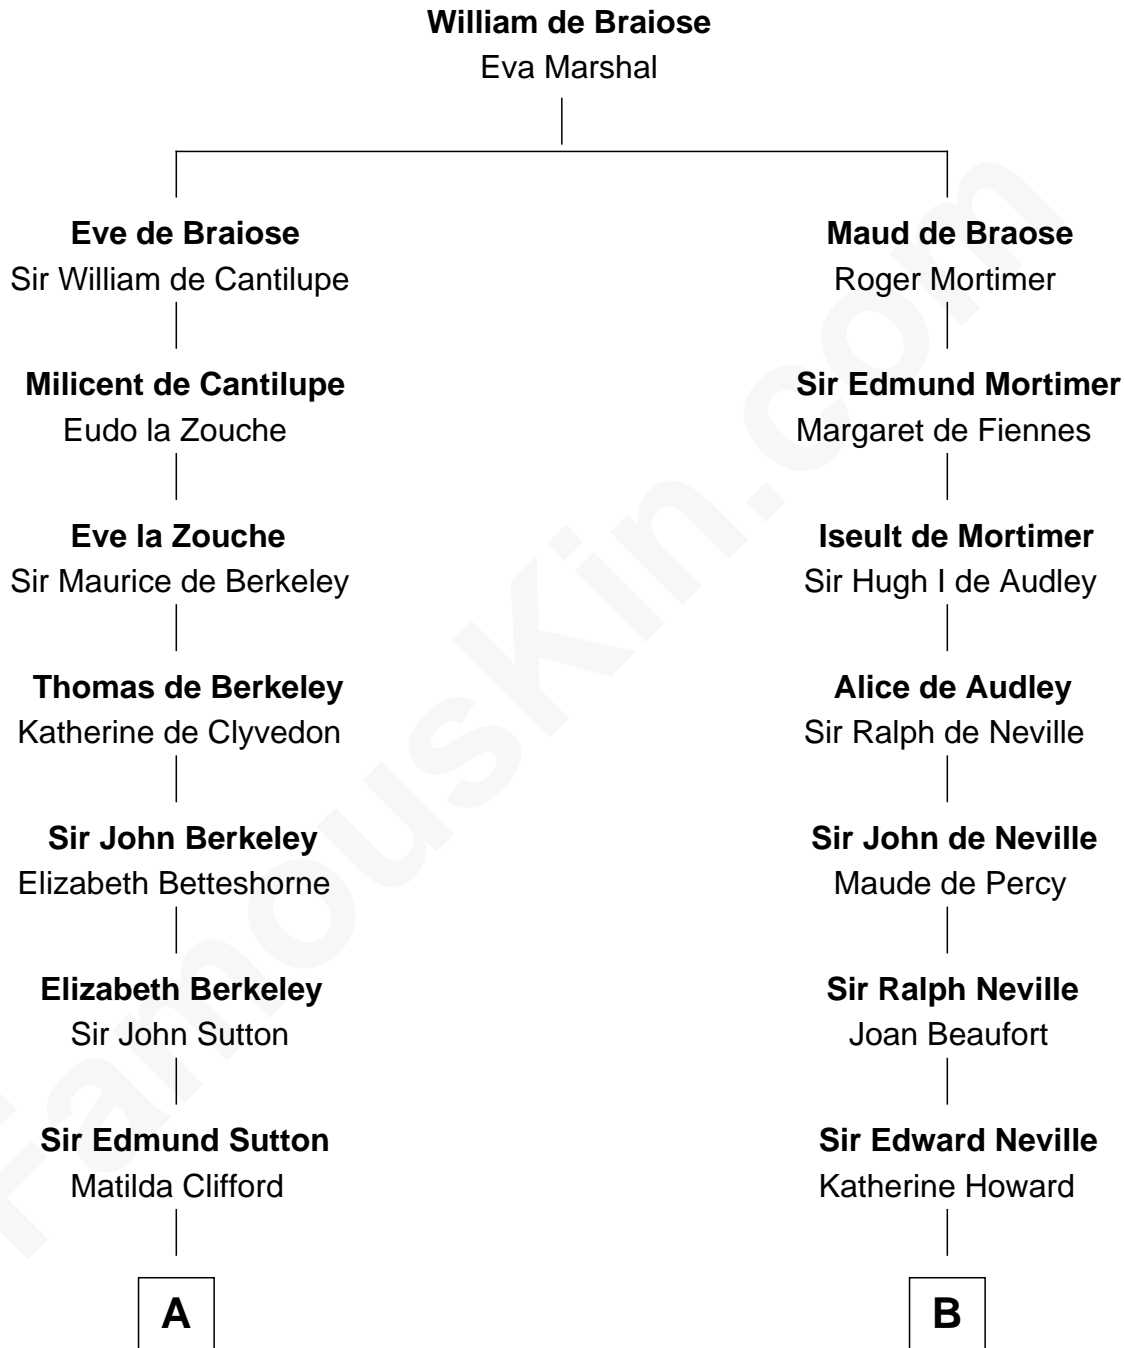 William de Braiose
Eva Marshal
Eve de Braiose
Sir William de Cantilupe
Maud de Braose
Roger Mortimer
Milicent de Cantilupe
Eudo la Zouche
Sir Edmund Mortimer
Margaret de Fiennes
Eve la Zouche
Sir Maurice de Berkeley
Iseult de Mortimer
Sir Hugh I de Audley
Thomas de Berkeley
Katherine de Clyvedon
Alice de Audley
Sir Ralph de Neville
Sir John Berkeley
Elizabeth Betteshorne
Sir John de Neville
Maude de Percy
Elizabeth Berkeley
Sir John Sutton
Sir Ralph Neville
Joan Beaufort
Sir Edmund Sutton
Matilda Clifford
Sir Edward Neville
Katherine Howard
A
B
FamousKin.com